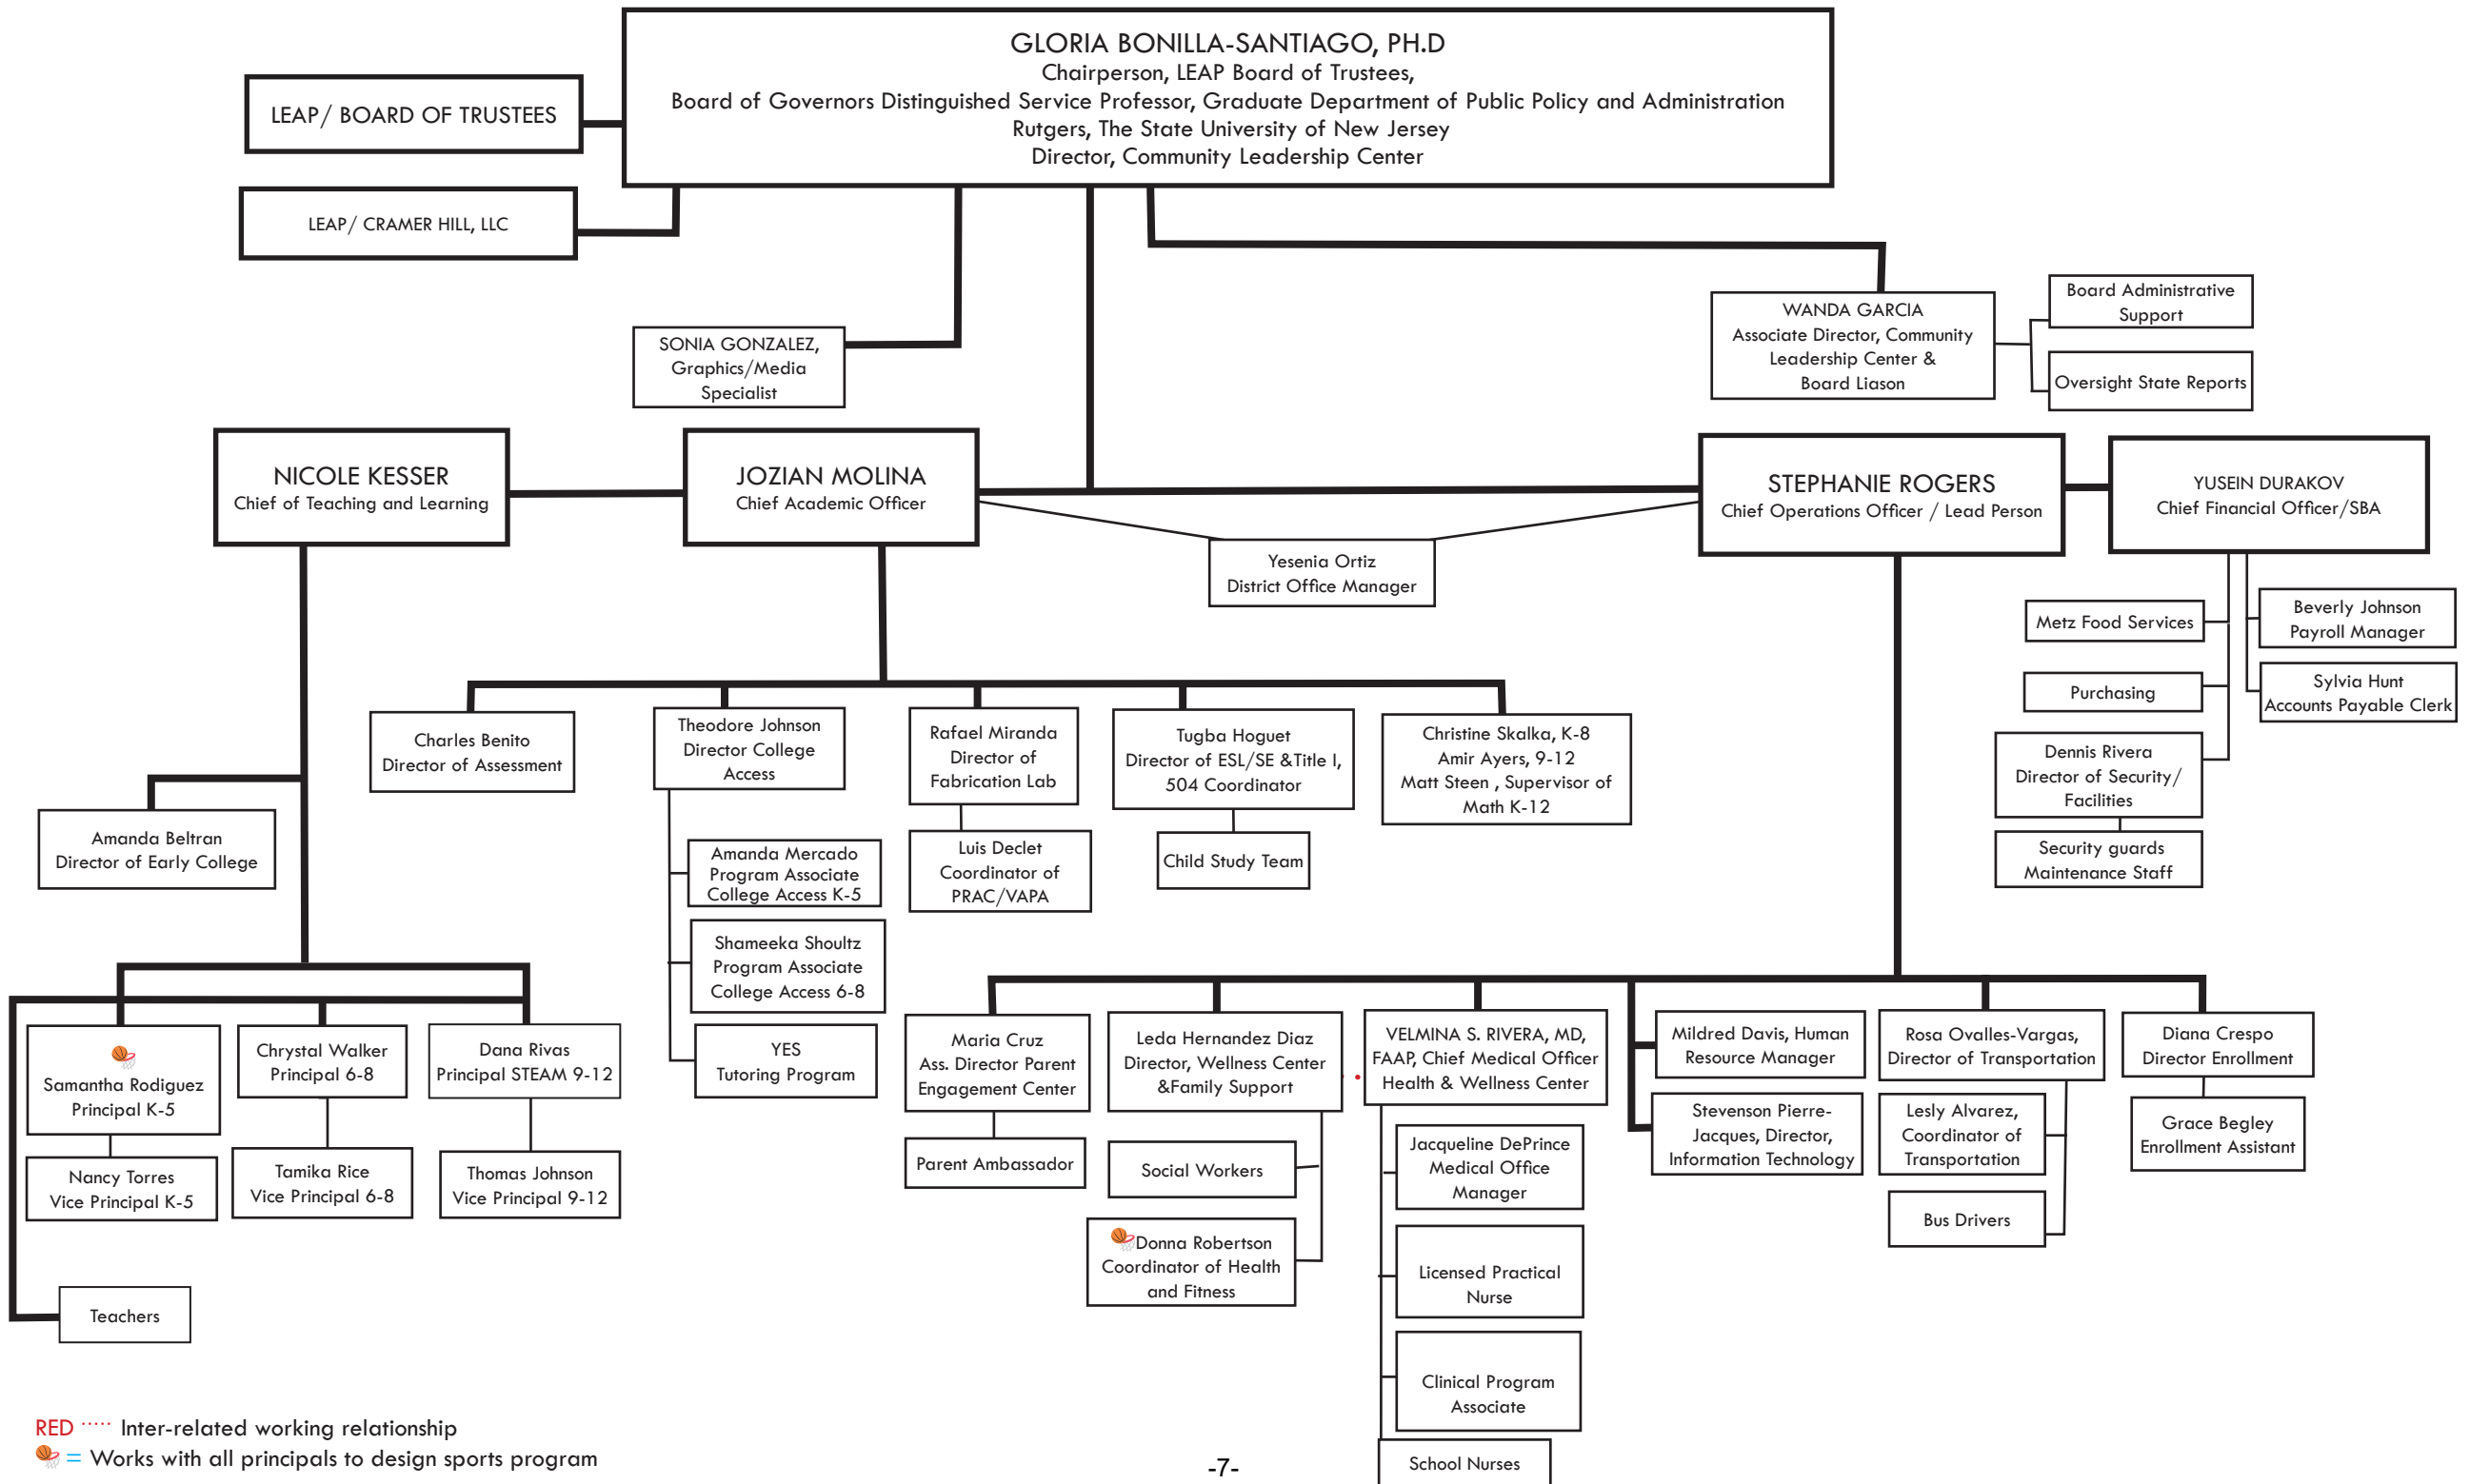 GLORIA BONILLA-SANTIAGO, PH.D
Chairperson, LEAP Board of Trustees,
Board of Governors Distinguished Service Professor, Graduate Department of Public Policy and Administration
Rutgers, The State University of New Jersey
Director, Community Leadership Center
LEAP/ BOARD OF TRUSTEES
LEAP/ CRAMER HILL, LLC
SONIA GONZALEZ,
Graphics/Media
Specialist
WANDA GARCIA
Associate Director, Community
Leadership Center &
Board Liason
Board Administrative
Support
Oversight State Reports
NICOLE KESSER
Chief of Teaching and Learning
JOZIAN MOLINA
Chief Academic Officer
STEPHANIE ROGERS
Chief Operations Officer / Lead Person
YUSEIN DURAKOV
Chief Financial Officer/SBA
Yesenia Ortiz
District Office Manager
Metz Food Services
Beverly Johnson
Payroll Manager
Purchasing
Sylvia Hunt
Accounts Payable Clerk
Dennis Rivera
Director of Security/
Facilities
Security guards
Maintenance Staff
Charles Benito
Director of Assessment
Theodore Johnson
Director College
Access
Rafael Miranda
Director of
Fabrication Lab
Tugba Hoguet
Director of ESL/SE &Title I,
504 Coordinator
Christine Skalka, K-8
Amir Ayers, 9-12
Matt Steen , Supervisor of
Math K-12
Amanda Beltran
Director of Early College
Amanda Mercado
Program Associate
College Access K-5
Luis Declet
Coordinator of
PRAC/VAPA
Child Study Team
Shameeka Shoultz
Program Associate
College Access 6-8
YES
Tutoring Program
Samantha Rodiguez
Principal K-5
Chrystal Walker
Principal 6-8
Dana Rivas
Principal STEAM 9-12
Nancy Torres
Vice Principal K-5
Tamika Rice
Vice Principal 6-8
Thomas Johnson
Vice Principal 9-12
Teachers
Maria Cruz
Ass. Director Parent
Engagement Center
Leda Hernandez Diaz
Director, Wellness Center
&Family Support
VELMINA S. RIVERA, MD,
FAAP, Chief Medical Officer
Health & Wellness Center
Mildred Davis, Human
Resource Manager
Rosa Ovalles-Vargas,
Director of Transportation
Diana Crespo
Director Enrollment
Parent Ambassador
Social Workers
Donna Robertson
Coordinator of Health
and Fitness
Jacqueline DePrince
Medical Office
Manager
Licensed Practical
Nurse
Clinical Program
Associate
School Nurses
Stevenson Pierre-
Jacques, Director,
Information Technology
Lesly Alvarez,
Coordinator of
Transportation
Bus Drivers
Grace Begley
Enrollment Assistant
RED ····· Inter-related working relationship
= Works with all principals to design sports program
-7-